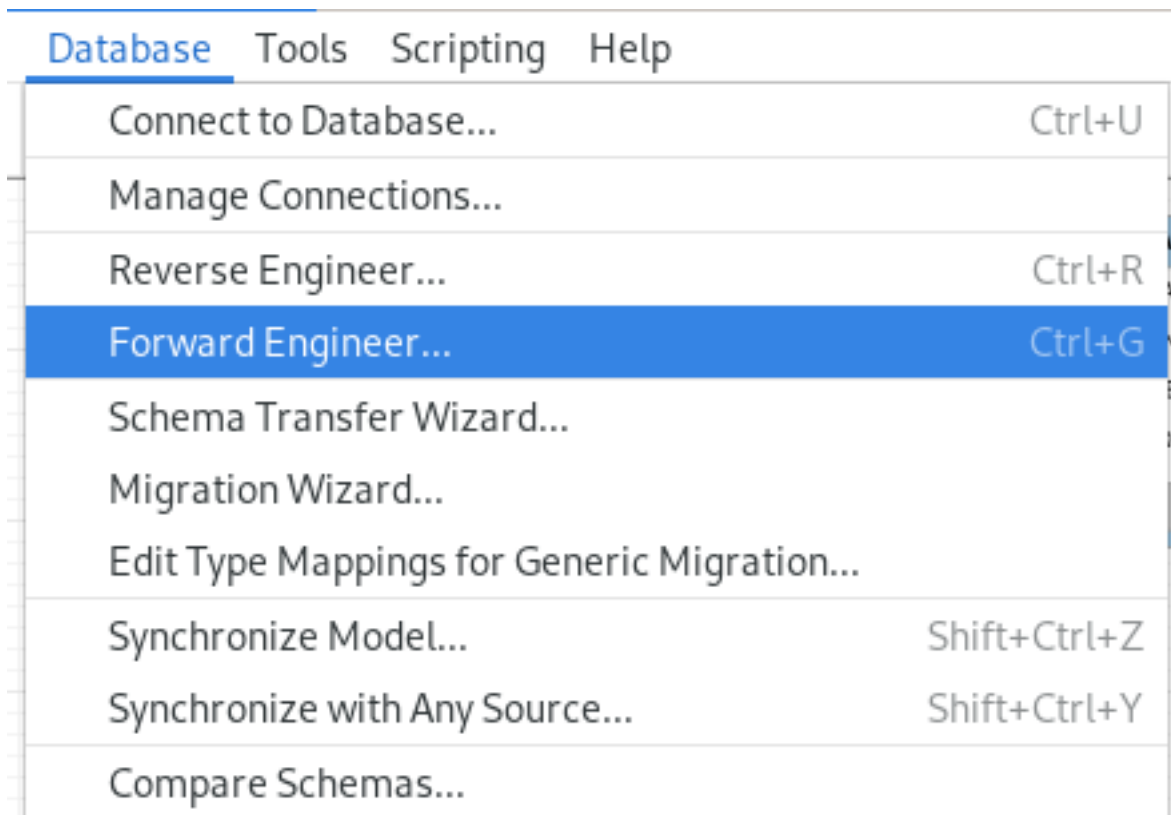 Database Tools Scripting Help
Connect to Database... Ctrl+U
Manage Connections...
Reverse Engineer... Ctrl+R
Forward Engineer... Ctrl+G
Schema Transfer Wizard...
Migration Wizard...
Edit Type Mappings for Generic Migration...
Synchronize Model... Shift+Ctrl+Z
Synchronize with Any Source... Shift+Ctrl+Y
Compare Schemas...